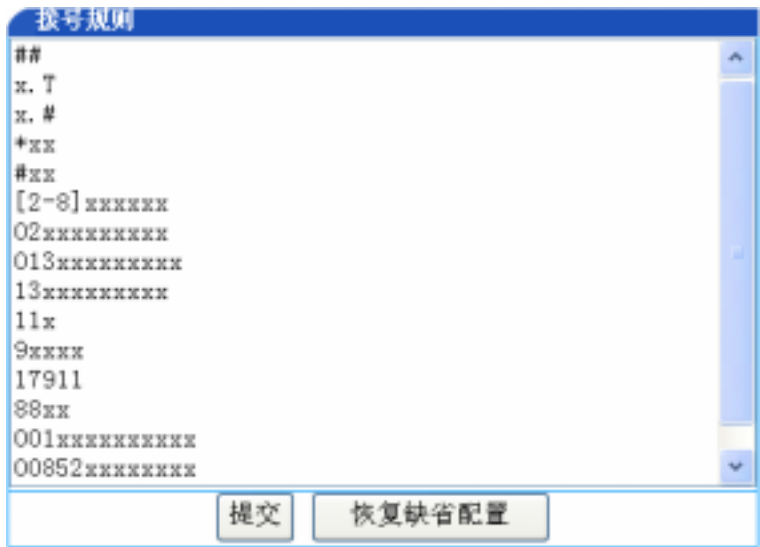 拨号规则
##
x.T
x.#
*xx
#xx
[2-8]xxxxxx
02xxxxxxxxx
013xxxxxxxxx
13xxxxxxxxx
11x
9xxxx
17911
88xx
001xxxxxxxxxx
00852xxxxxxxx
提交 恢复缺省配置